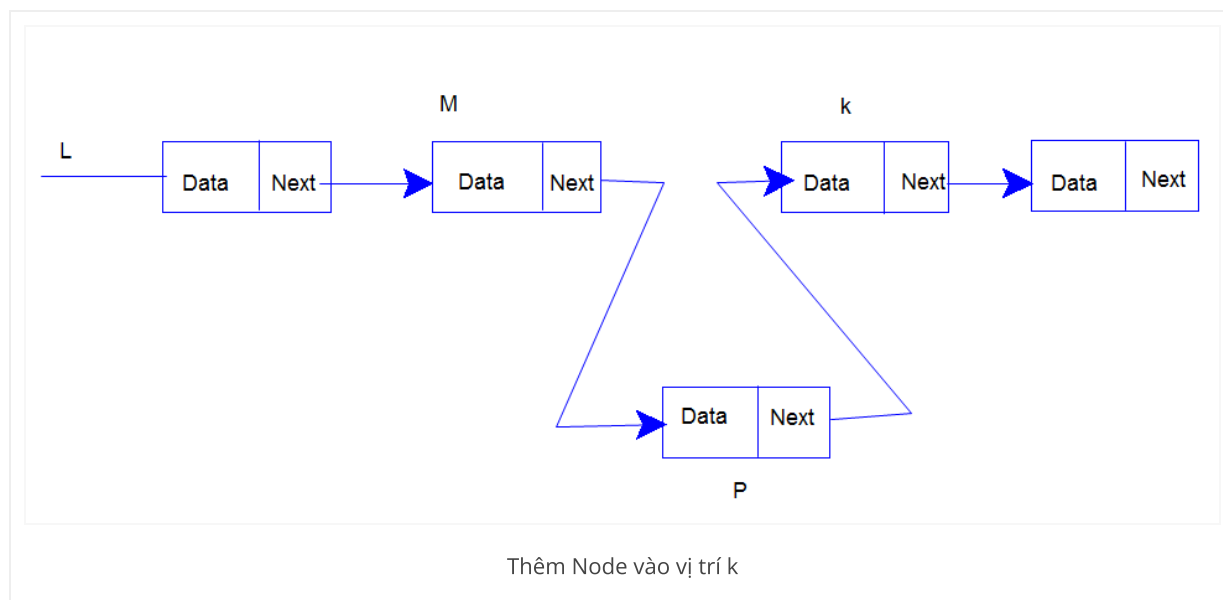 M
k
L
Data Next
Data Next
Data Next
Data Next
Data Next
P
Thêm Node vào vị trí k